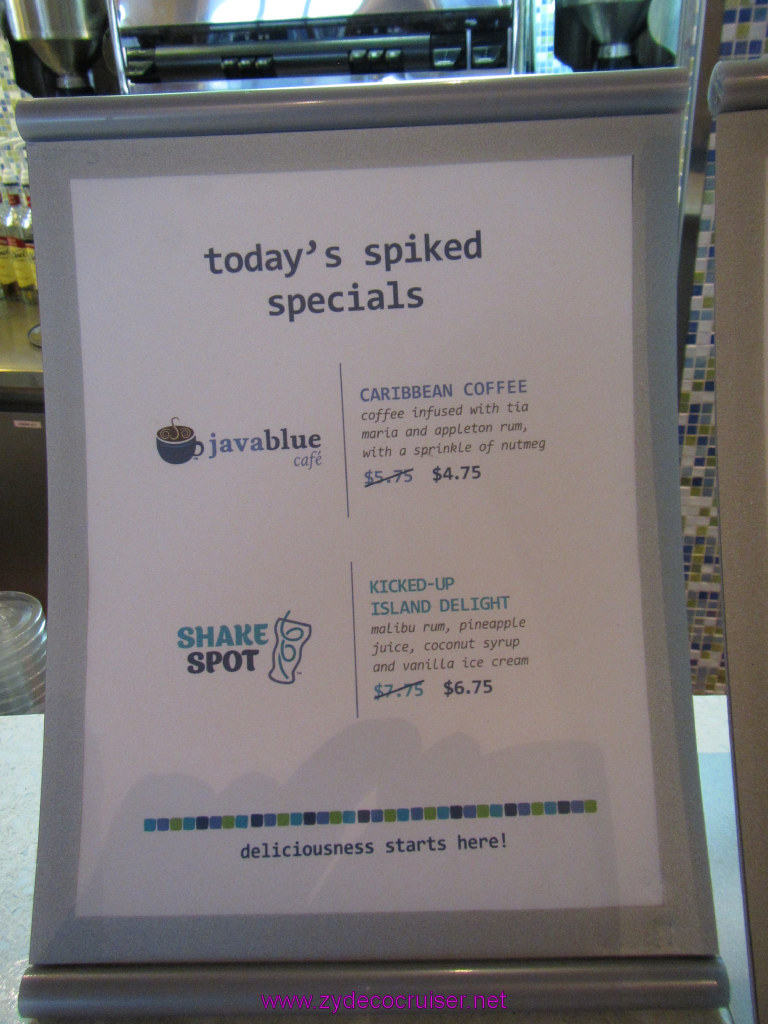 today's spiked
specials
javablue
café
CARIBBEAN COFFEE
coffee infused with tia
maria and appleton rum,
with a sprinkle of nutmeg
$5.75 $4.75
SHAKE
SPOT
KICKED-UP
ISLAND DELIGHT
malibu rum, pineapple
juice, coconut syrup
and vanilla ice cream
$7.75 $6.75
deliciousness starts here!
www.zydecocruiser.net